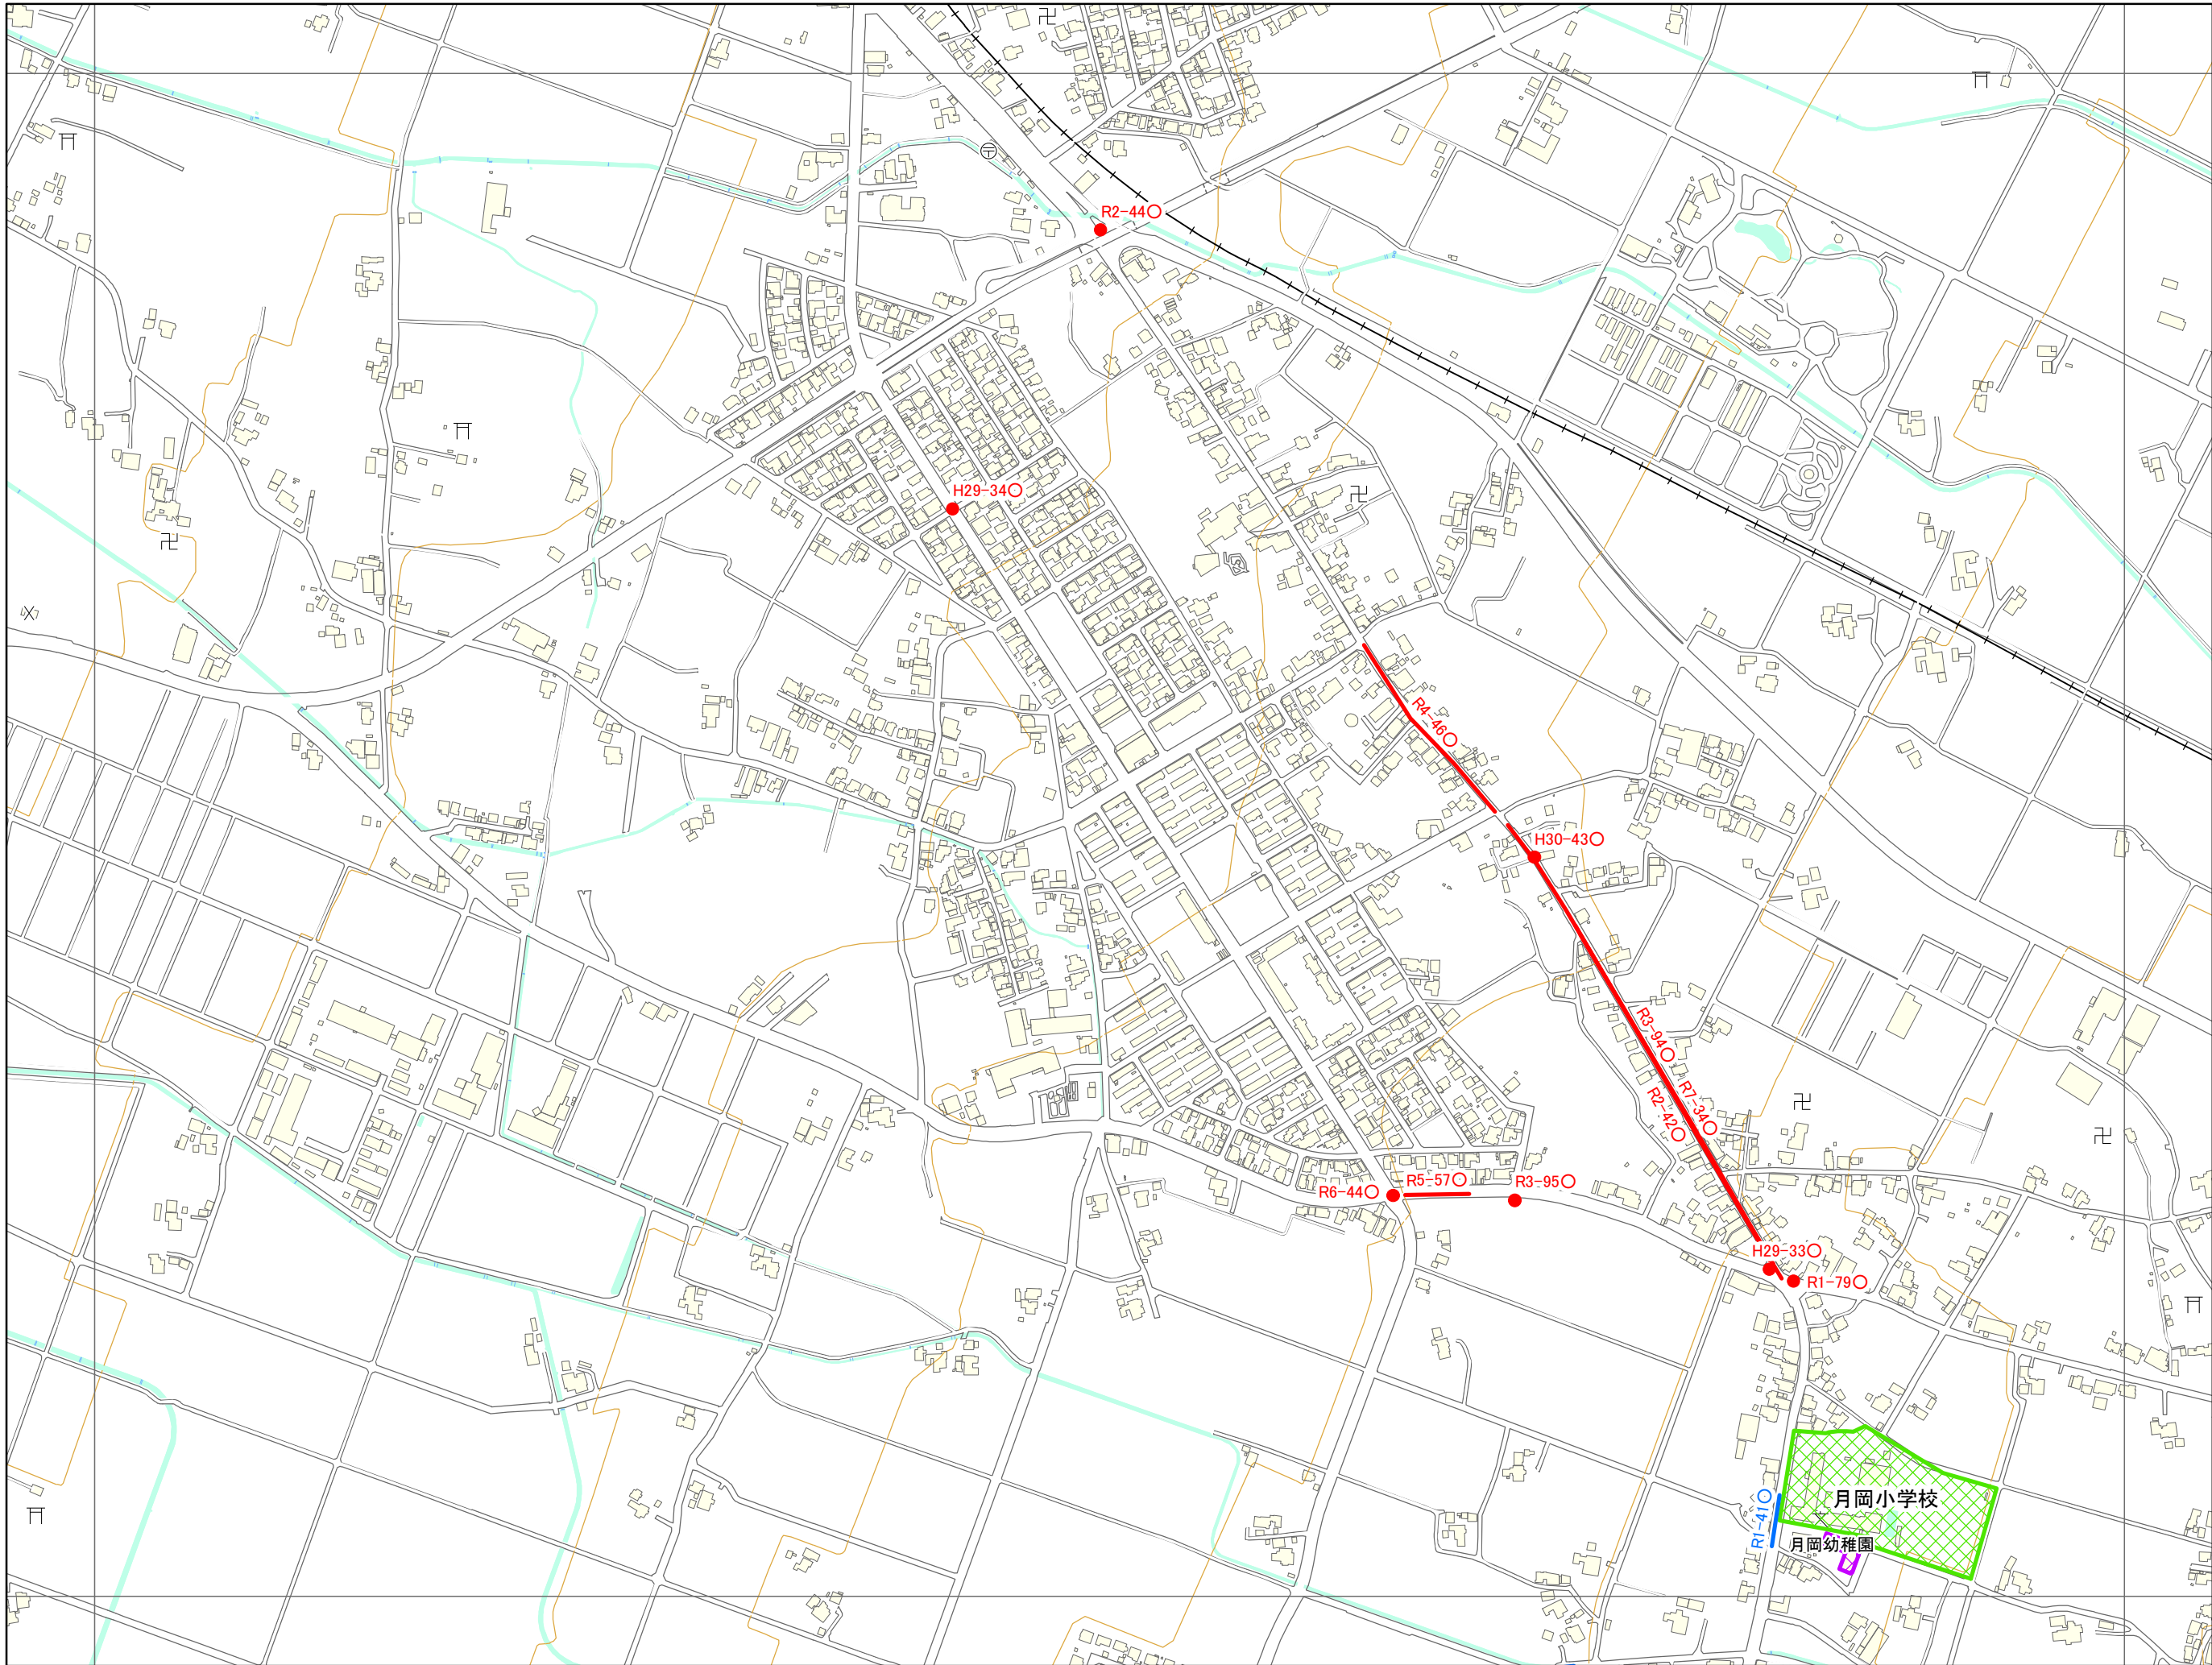 R2-44○
H29-34○
R4-46○
H30-43○
R3-94○
R7-34○
R2-42○
R6-44○
R5-57○
R3-95○
H29-33○
R1-79○
月岡小学校
R1-41○
月岡幼稚園